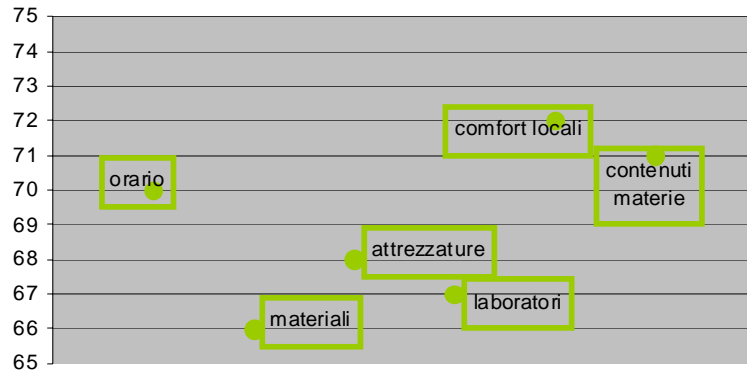 75
74
73
72
71
70
69
68
67
66
65
orario
materiali
attrezzature
laboratori
comfort locali
contenuti
materie